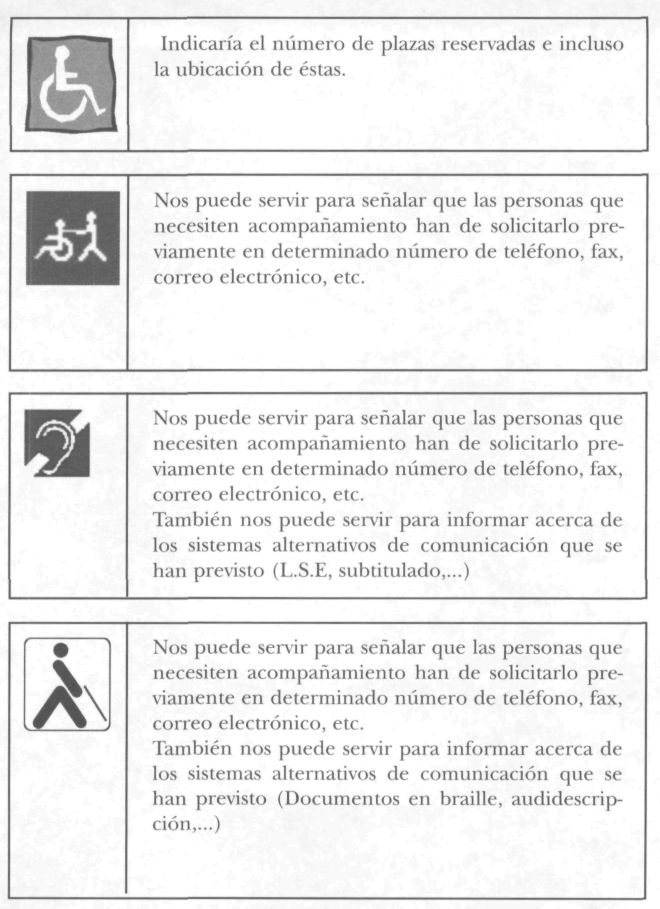 Indicaría el número de plazas reservadas e incluso
la ubicación de éstas.
Nos puede servir para señalar que las personas que
necesiten acompañamiento han de solicitarlo pre-
viamente en determinado número de teléfono, fax,
correo electrónico, etc.
Nos puede servir para señalar que las personas que
necesiten acompañamiento han de solicitarlo pre-
viamente en determinado número de teléfono, fax,
correo electrónico, etc.
También nos puede servir para informar acerca de
los sistemas alternativos de comunicación que se
han previsto (L.S.E, subtitulado,...)
Nos puede servir para señalar que las personas que
necesiten acompañamiento han de solicitarlo pre-
viamente en determinado número de teléfono, fax,
correo electrónico, etc.
También nos puede servir para informar acerca de
los sistemas alternativos de comunicación que se
han previsto (Documentos en braille, audidescrip-
ción,...)